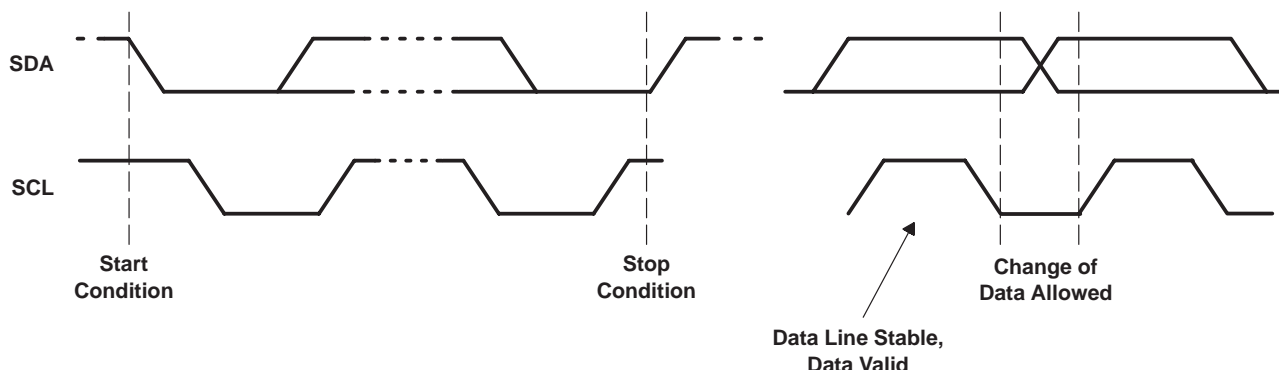 SDA
SCL
Start
Condition
Stop
Condition
Change of
Data Allowed
Data Line Stable,
Data Valid